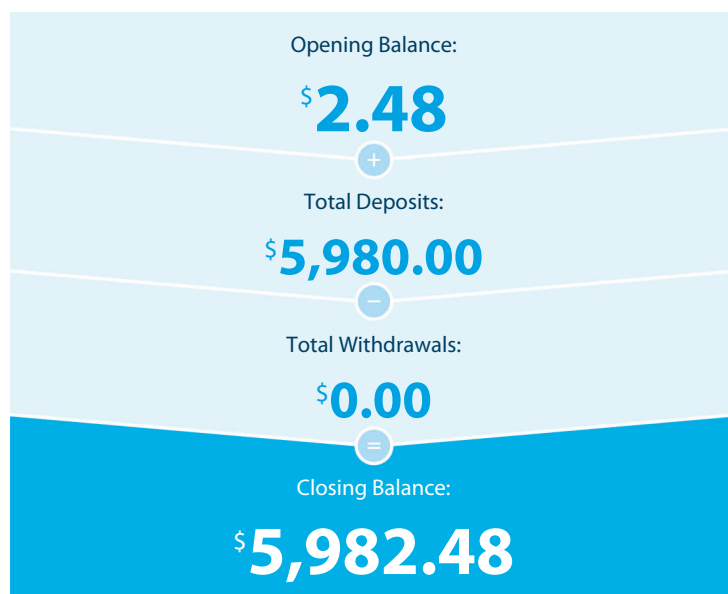 Opening Balance:
$2.48
+
Total Deposits:
$5,980.00
−
Total Withdrawals:
$0.00
=
Closing Balance:
$5,982.48